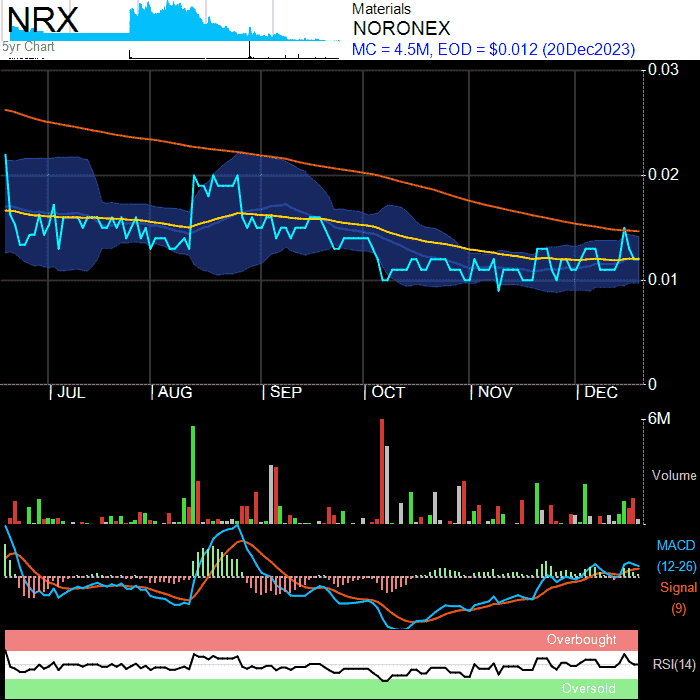 NRX
5yr Chart
Materials
NORONEX
MC = 4.5M, EOD = $0.012 (20Dec2023)
0.03
0.02
0.01
0
| JUL | AUG | SEP | OCT | NOV | DEC
6M
Volume
MACD
(12-26)
Signal
(9)
Overbought
RSI(14)
Oversold